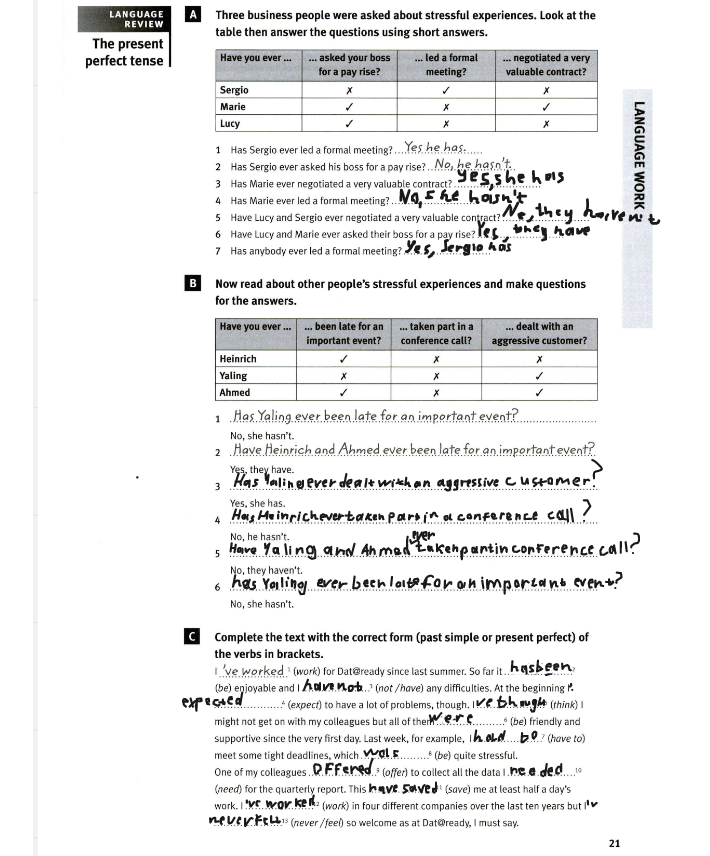 LANGUAGE
REVIEW
The present
perfect tense
A Three business people were asked about stressful experiences. Look at the
table then answer the questions using short answers.
Have you ever ... ... asked your boss for a pay rise? ... led a formal meeting? ... negotiated a very valuable contract?
Sergio ✗ ✓ ✗
Marie ✓ ✗ ✓
Lucy ✓ ✗ ✗
1 Has Sergio ever led a formal meeting? Yes he has.
2 Has Sergio ever asked his boss for a pay rise? No, he hasn't.
3 Has Marie ever negotiated a very valuable contract? Yes, she has
4 Has Marie ever led a formal meeting? No, she hasn't
5 Have Lucy and Sergio ever negotiated a very valuable contract? No, they havent
6 Have Lucy and Marie ever asked their boss for a pay rise? Yes, they have
7 Has anybody ever led a formal meeting? Yes, Sergio has
LANGUAGE WORK
B Now read about other people's stressful experiences and make questions
for the answers.
Have you ever ... ... been late for an important event? ... taken part in a conference call? ... dealt with an aggressive customer?
Heinrich ✓ ✗ ✗
Yaling ✗ ✗ ✓
Ahmed ✓ ✗ ✓
1 Has Yaling ever been late for an important event?
No, she hasn't.
2 Have Heinrich and Ahmed ever been late for an important event?
Yes, they have.
3 Has Yaling ever dealt with an aggressive customer?
Yes, she has.
4 Has Heinrich ever taken part in a conference call?
No, he hasn't.
5 Have Yaling and Ahmed ever taken part in conference call?
No, they haven't.
6 has Yaling ever been late for an important event?
No, she hasn't.
C Complete the text with the correct form (past simple or present perfect) of
the verbs in brackets.
I 've worked ¹ (work) for Dat@ready since last summer. So far it has been ²
(be) enjoyable and I have not ³ (not / have) any difficulties. At the beginning I
expected ⁴ (expect) to have a lot of problems, though. I 've (think) I
might not get on with my colleagues but all of them were ⁶ (be) friendly and
supportive since the very first day. Last week, for example, I had to ⁷ (have to)
meet some tight deadlines, which was ⁸ (be) quite stressful.
One of my colleagues offered ⁹ (offer) to collect all the data I needed ¹⁰
(need) for the quarterly report. This have saved (save) me at least half a day's
work. I 've worked (work) in four different companies over the last ten years but I 'v
never felt ¹³ (never / feel) so welcome as at Dat@ready, I must say.
21